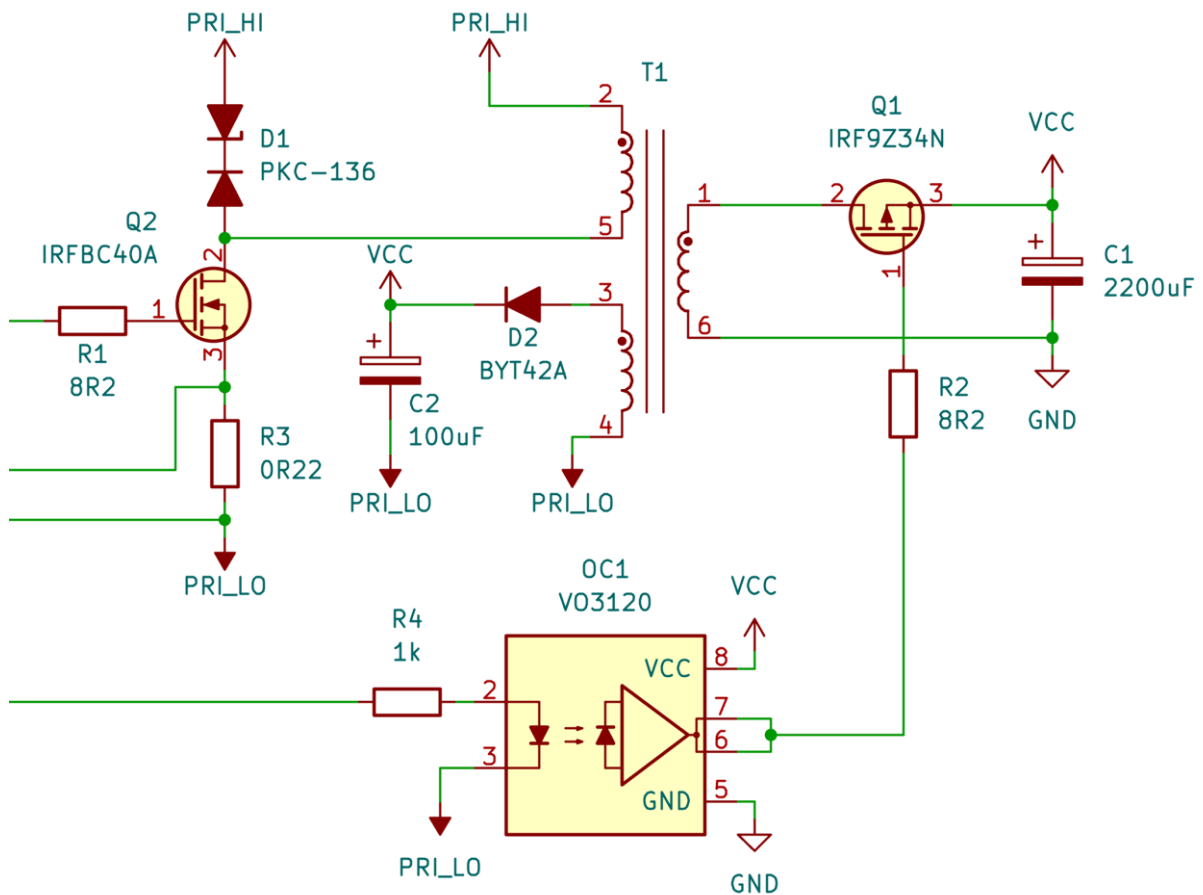 PRI_HI
PRI_HI
T1
D1
PKC-136
Q2
IRFBC40A
2
1
3
R1
8R2
R3
0R22
PRI_LO
VCC
+
C2
100uF
PRI_LO
D2
BYT42A
2
5
3
4
PRI_LO
1
6
Q1
IRF9Z34N
2
3
1
VCC
+
C1
2200uF
GND
R2
8R2
OC1
VO3120
R4
1k
2
3
PRI_LO
VCC
GND
8
7
6
5
VCC
GND